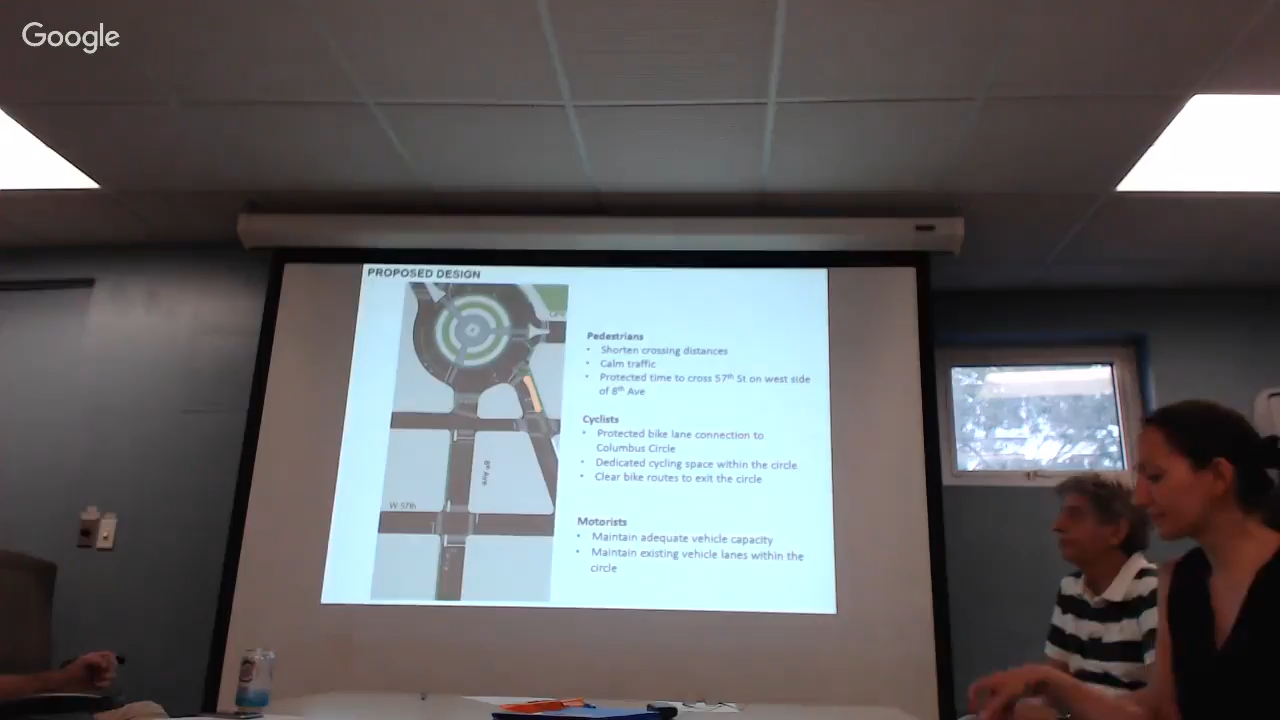 Google
PROPOSED DESIGN
Pedestrians
• Shorten crossing distances
• Calm traffic
• Protected time to cross 57th St on west side
of 8th Ave
Cyclists
• Protected bike lane connection to
Columbus Circle
• Dedicated cycling space within the circle
• Clear bike routes to exit the circle
8th Ave
W 57th
Motorists
• Maintain adequate vehicle capacity
• Maintain existing vehicle lanes within the
circle